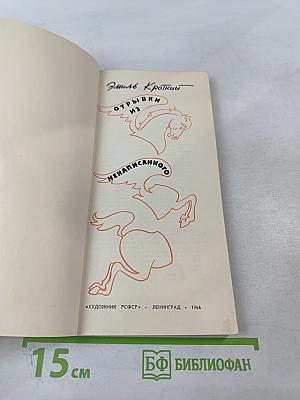 Эмиль Кроткий
ОТРЫВКИ
ИЗ
НЕНАПИСАННОГО
«ХУДОЖНИК РСФСР» • ЛЕНИНГРАД • 1966
15 см
БФ БИБЛИОФАН